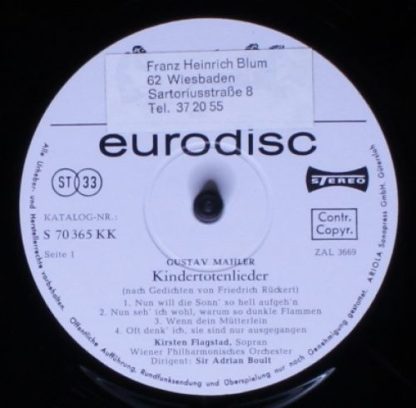 Franz Heinrich Blum
62 Wiesbaden
Sartoriusstraße 8
Tel. 37 20 55
eurodisc
ST 33
STEREO
KATALOG-NR.:
S 70 365 KK
Contr.
Copyr.
Seite 1
ZAL 3669
GUSTAV MAHLER
Kindertotenlieder
(nach Gedichten von Friedrich Rückert)
1. Nun will die Sonn' so hell aufgeh'n
2. Nun seh' ich wohl, warum so dunkle Flammen
3. Wenn dein Mütterlein
4. Oft denk' ich, sie sind nur ausgegangen
Kirsten Flagstad, Sopran
Wiener Philharmonisches Orchester
Dirigent: Sir Adrian Boult
Alle Urheber- und Herstellerrechte vorbehalten.
Öffentliche Aufführung, Rundfunksendung und Überspielung nur nach Genehmigung gestattet.
ARIOLA Sonopress GmbH. Gütersloh